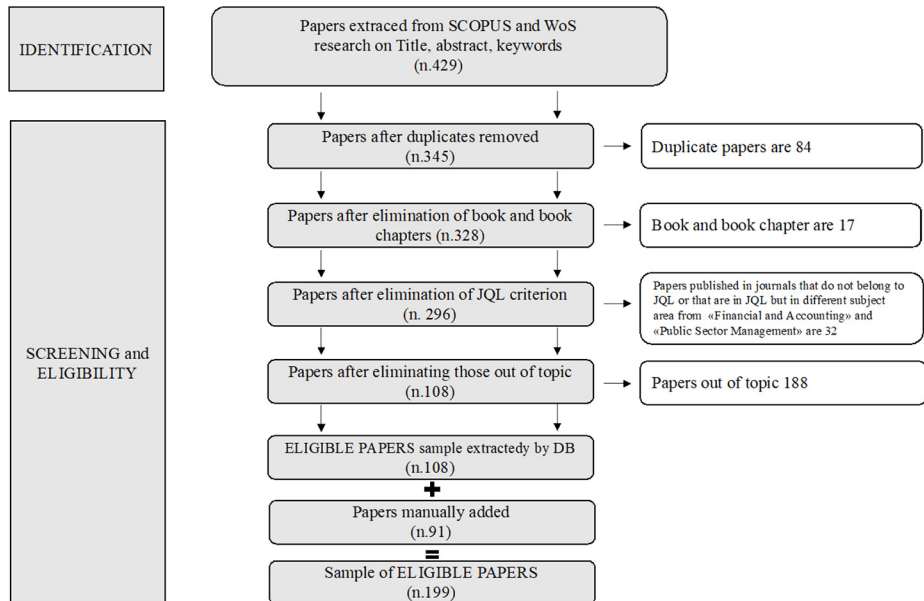 IDENTIFICATION
Papers extraced from SCOPUS and WoS
research on Title, abstract, keywords
(n.429)
SCREENING and
ELIGIBILITY
Papers after duplicates removed
(n.345)
Duplicate papers are 84
Papers after elimination of book and book
chapters (n.328)
Book and book chapter are 17
Papers after elimination of JQL criterion
(n. 296)
Papers published in journals that do not belong to
JQL or that are in JQL but in different subject
area from «Financial and Accounting» and
«Public Sector Management» are 32
Papers after eliminating those out of topic
(n.108)
Papers out of topic 188
ELIGIBLE PAPERS sample extractedy by DB
(n.108)
+
Papers manually added
(n.91)
=
Sample of ELIGIBLE PAPERS
(n.199)